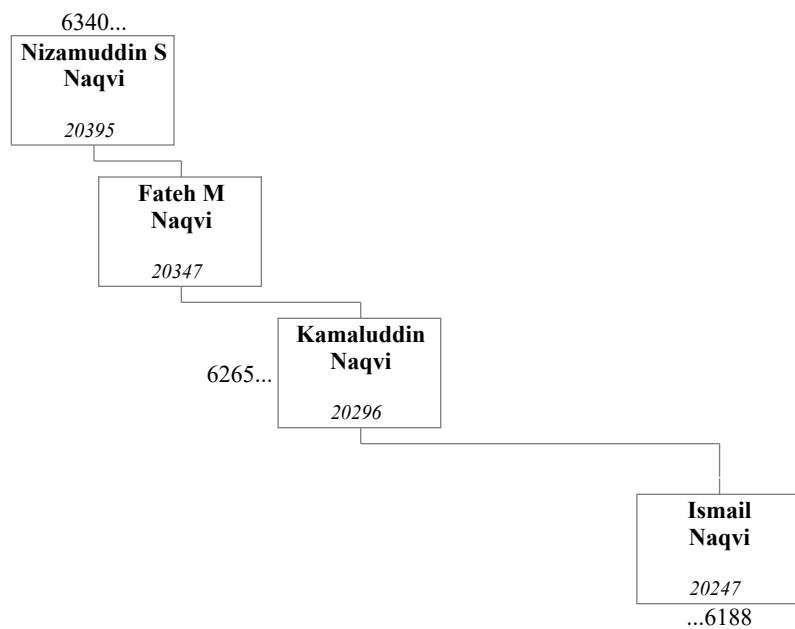 6340...
Nizamuddin S
Naqvi
20395
Fateh M
Naqvi
20347
Kamaluddin
Naqvi
6265...
20296
Ismail
Naqvi
20247
...6188